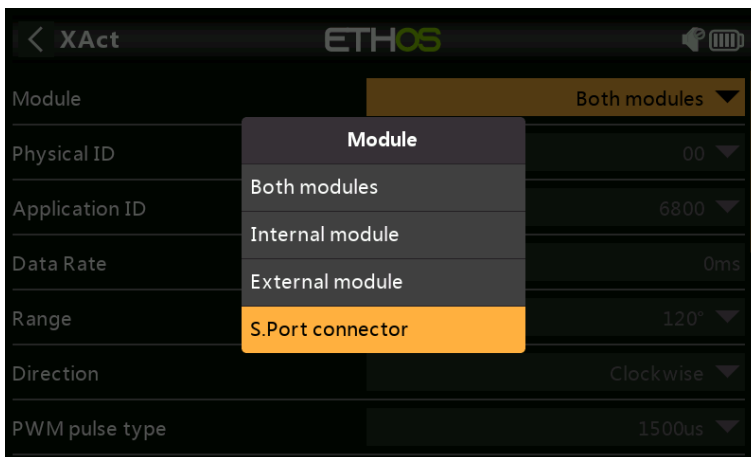 XAct
ETHOS
Module
Both modules
Physical ID
00
Application ID
6800
Data Rate
0ms
Range
120°
Direction
Clockwise
PWM pulse type
1500us
Module
Both modules
Internal module
External module
S.Port connector